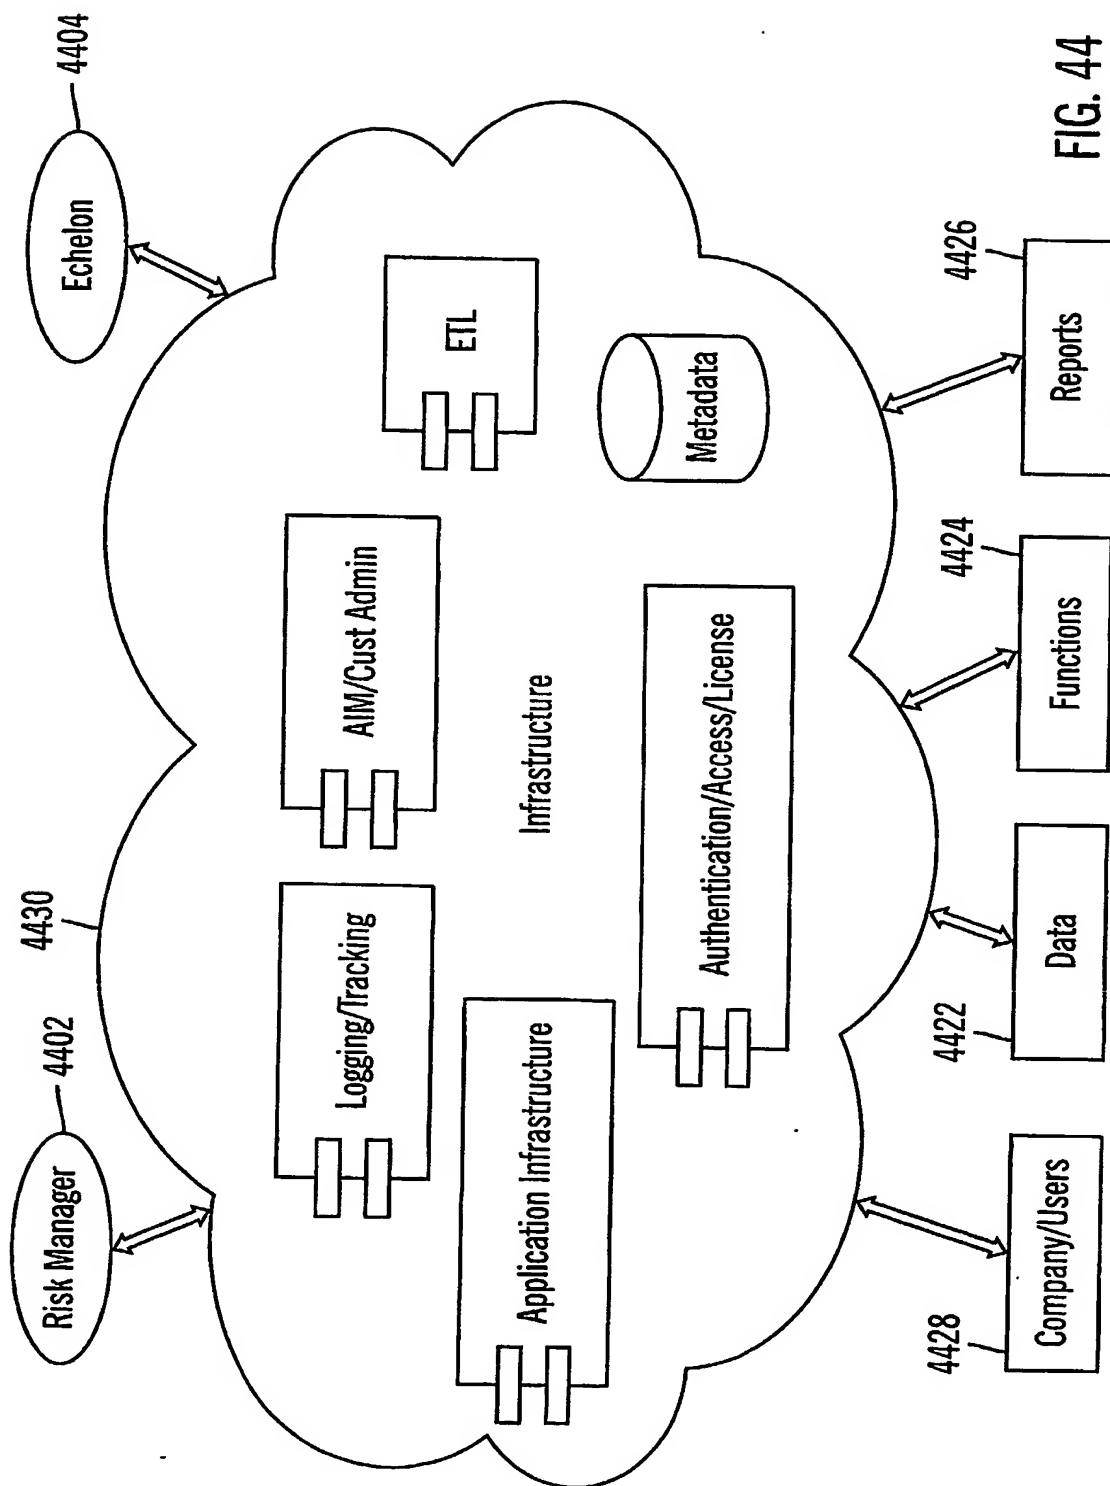 Risk Manager
4402
4430
Echelon
4404
Logging/Tracking
AIM/Cust Admin
ETL
Application Infrastructure
Infrastructure
Authentication/Access/License
Metadata
4428
Company/Users
4422
Data
4424
Functions
4426
Reports
FIG. 44